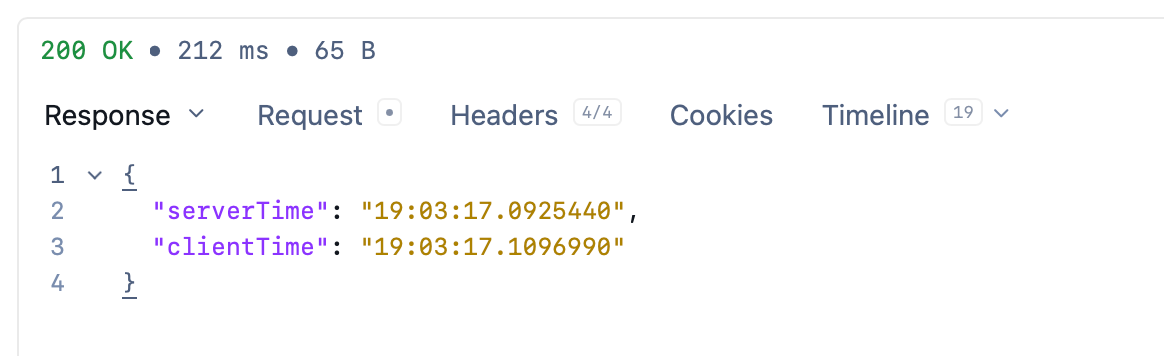 200 OK • 212 ms • 65 B
Response Request • Headers 4/4 Cookies Timeline 19
1 {
2 "serverTime": "19:03:17.0925440",
3 "clientTime": "19:03:17.1096990"
4 }